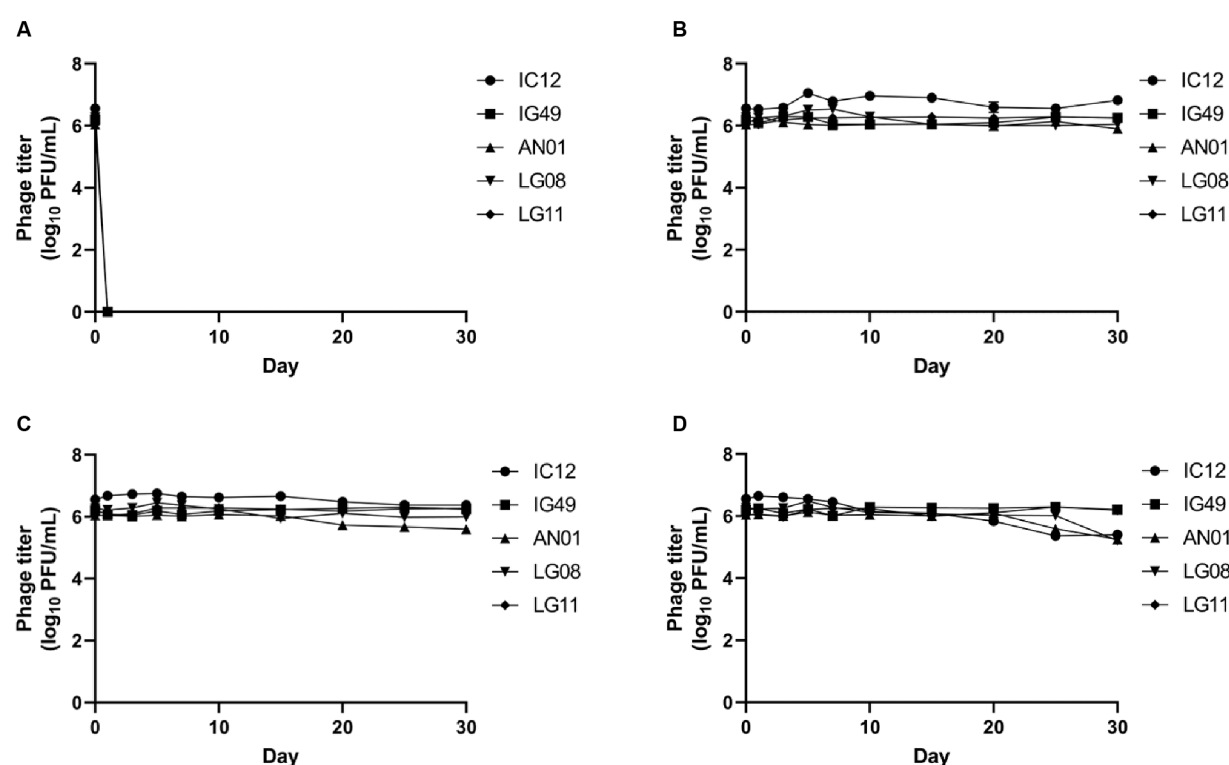 A
8
6
4
2
0
0
10
20
30
Phage titer
(log₁₀ PFU/mL)
Day
IC12
IG49
AN01
LG08
LG11
B
8
6
4
2
0
0
10
20
30
Phage titer
(log₁₀ PFU/mL)
Day
IC12
IG49
AN01
LG08
LG11
C
8
6
4
2
0
0
10
20
30
Phage titer
(log₁₀ PFU/mL)
Day
IC12
IG49
AN01
LG08
LG11
D
8
6
4
2
0
0
10
20
30
Phage titer
(log₁₀ PFU/mL)
Day
IC12
IG49
AN01
LG08
LG11